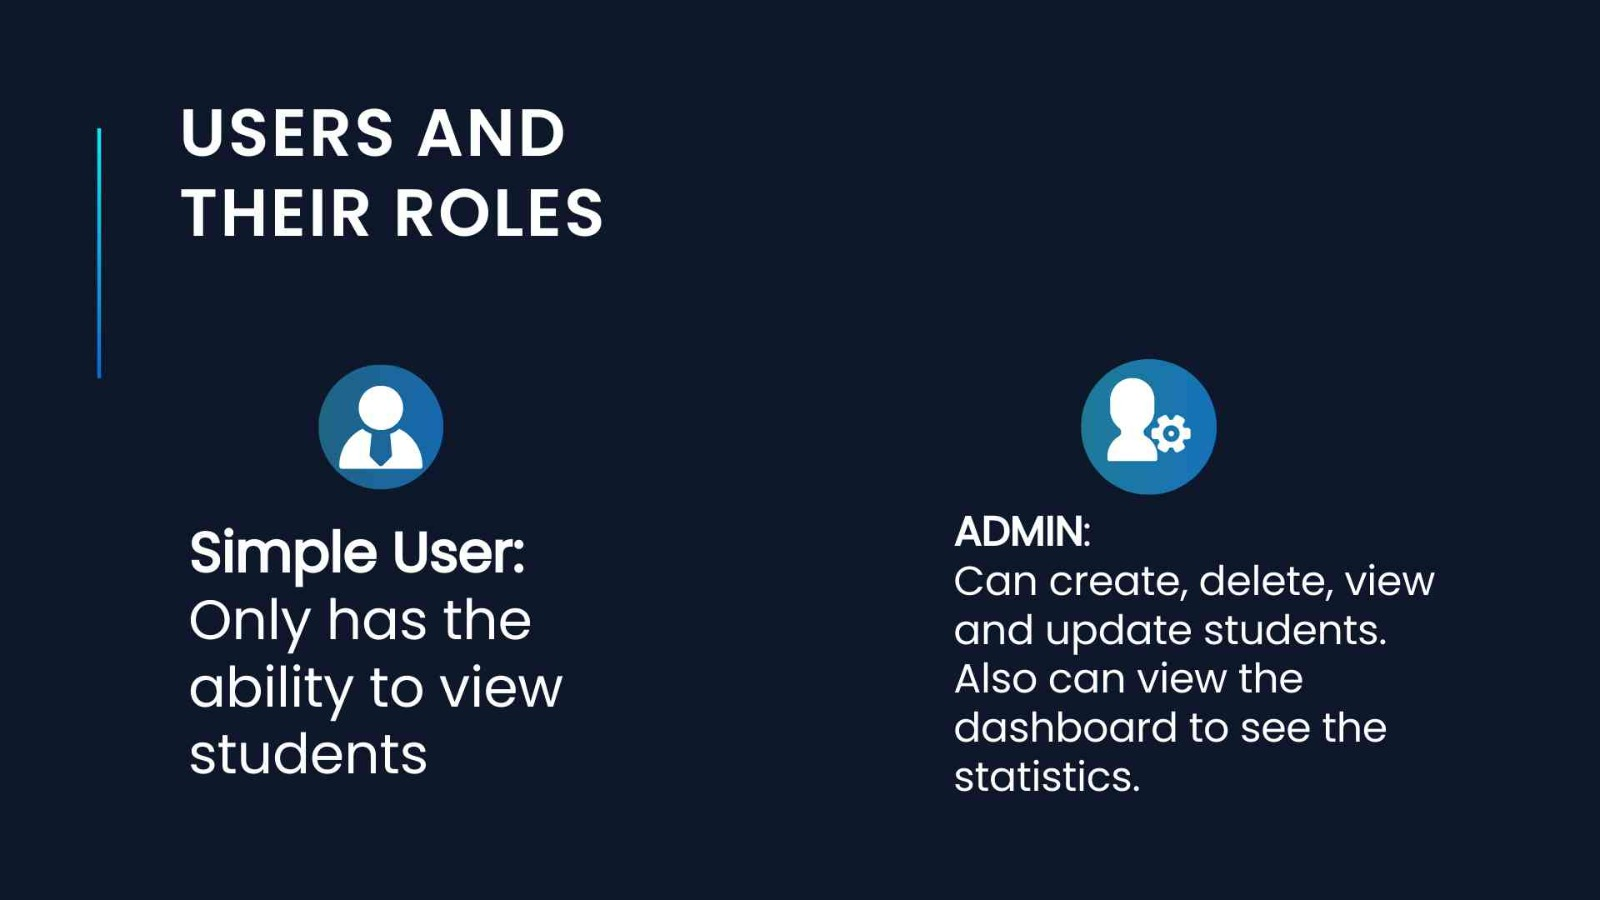 USERS AND
THEIR ROLES
Simple User:
Only has the
ability to view
students
ADMIN:
Can create, delete, view
and update students.
Also can view the
dashboard to see the
statistics.